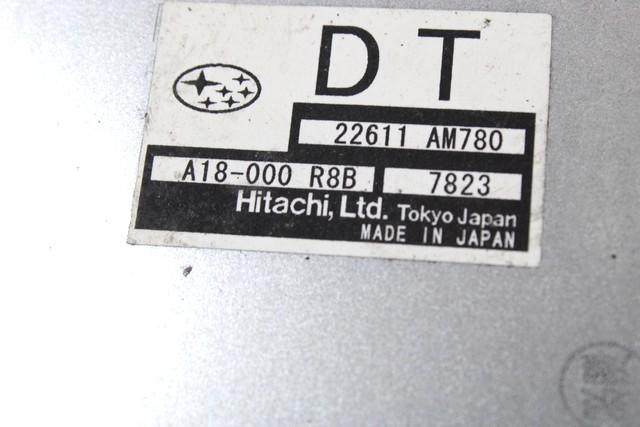 DT
22611 AM780
A18-000 R8B 7823
Hitachi, Ltd. Tokyo Japan
MADE IN JAPAN